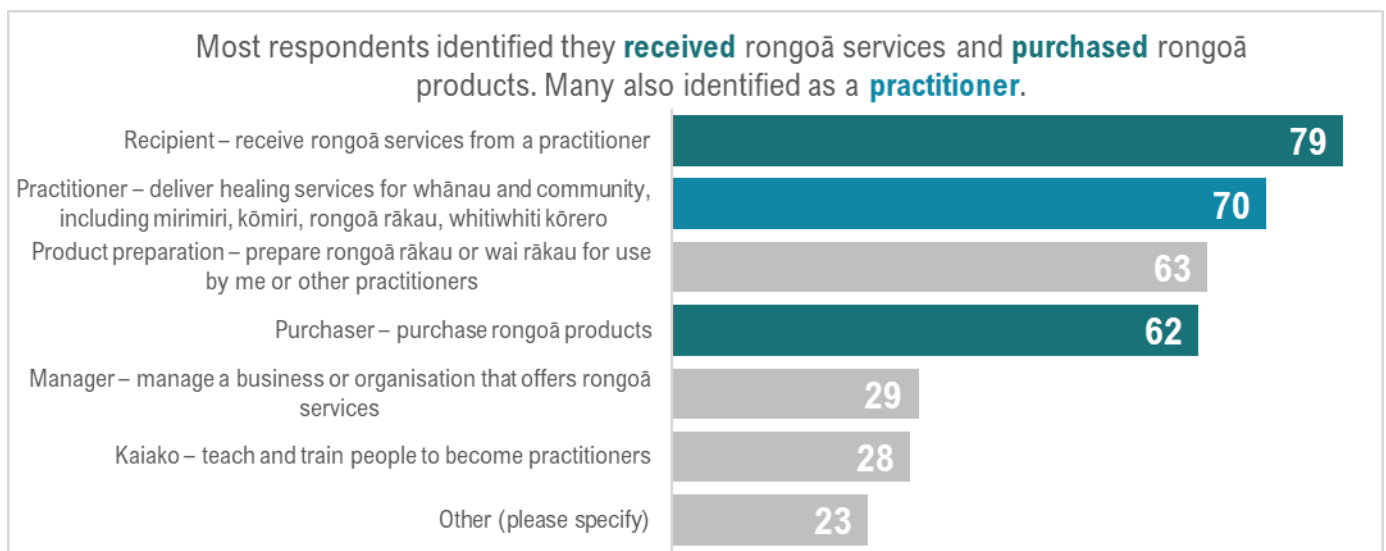 Most respondents identified they received rongoā services and purchased rongoā
products. Many also identified as a practitioner.
Recipient – receive rongoā services from a practitioner
79
Practitioner – deliver healing services for whānau and community,
including mirimiri, kōmiri, rongoā rākau, whitiwhiti kōrero
70
Product preparation – prepare rongoā rākau or wai rākau for use
by me or other practitioners
63
Purchaser – purchase rongoā products
62
Manager – manage a business or organisation that offers rongoā
services
29
Kaiako – teach and train people to become practitioners
28
Other (please specify)
23